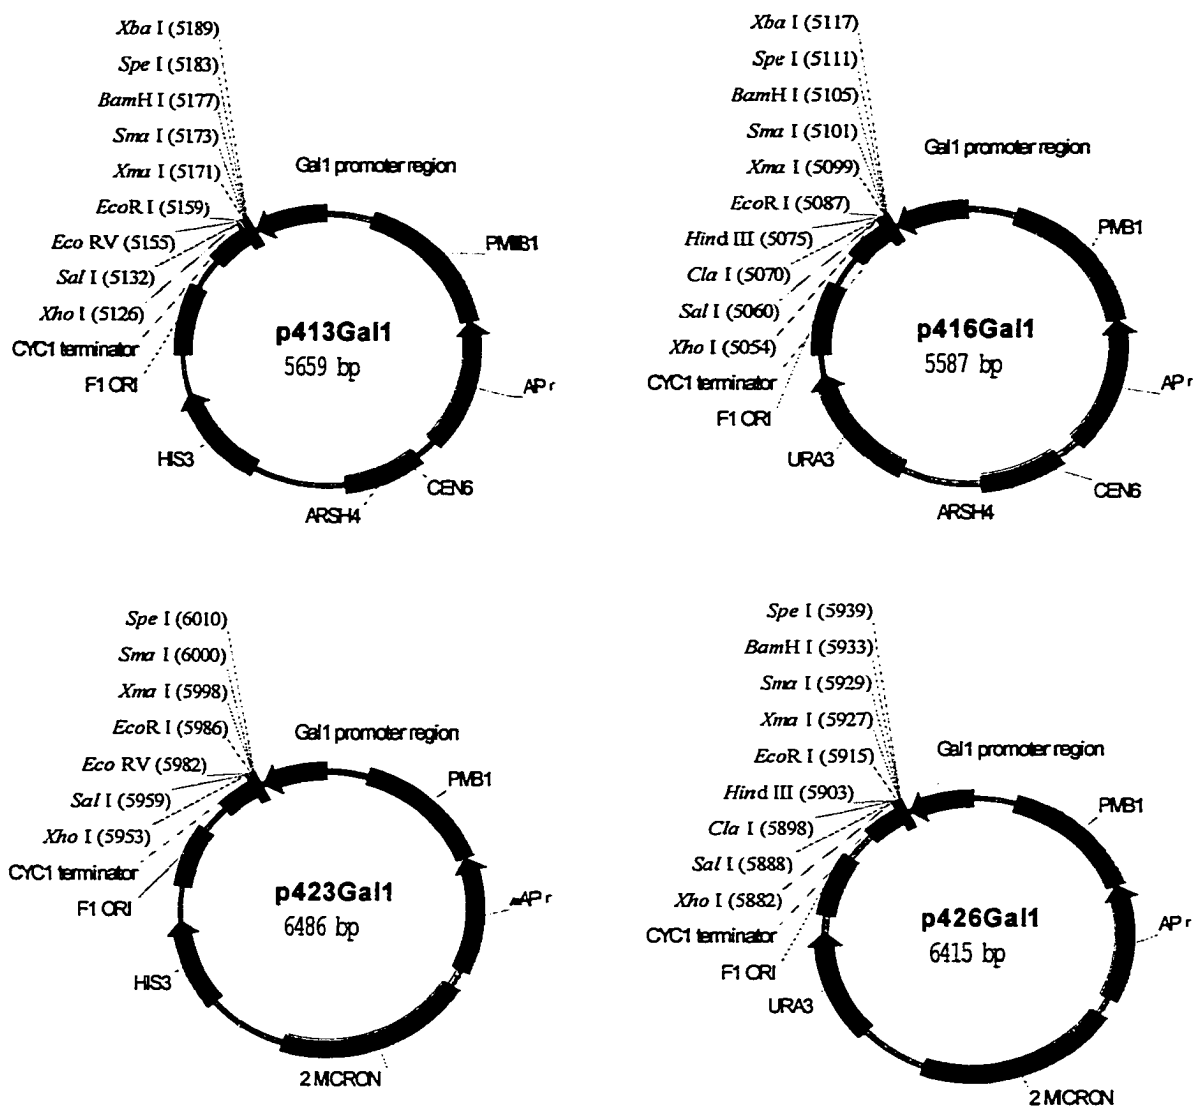 Xba I (5189)
Spe I (5183)
BamH I (5177)
Sma I (5173)
Xma I (5171)
EcoR I (5159)
Eco RV (5155)
Sal I (5132)
Xho I (5126)
CYC1 terminator
F1 ORI
HIS3
ARSH4
CEN6
AP r
Gal1 promoter region
p413Gal1
5659 bp
Xba I (5117)
Spe I (5111)
BamH I (5105)
Sma I (5101)
Xma I (5099)
EcoR I (5087)
Hind III (5075)
Cla I (5070)
Sal I (5060)
Xho I (5054)
CYC1 terminator
F1 ORI
URA3
ARSH4
CEN6
AP r
PMB1
Gal1 promoter region
p416Gal1
5587 bp
Spe I (6010)
Sma I (6000)
Xma I (5998)
EcoR I (5986)
Eco RV (5982)
Sal I (5959)
Xho I (5953)
CYC1 terminator
F1 ORI
HIS3
2 MICRON
AP r
PMB1
Gal1 promoter region
p423Gal1
6486 bp
Spe I (5939)
BamH I (5933)
Sma I (5929)
Xma I (5927)
EcoR I (5915)
Hind III (5903)
Cla I (5898)
Sal I (5888)
Xho I (5882)
CYC1 terminator
F1 ORI
URA3
2 MICRON
AP r
PMB1
Gal1 promoter region
p426Gal1
6415 bp